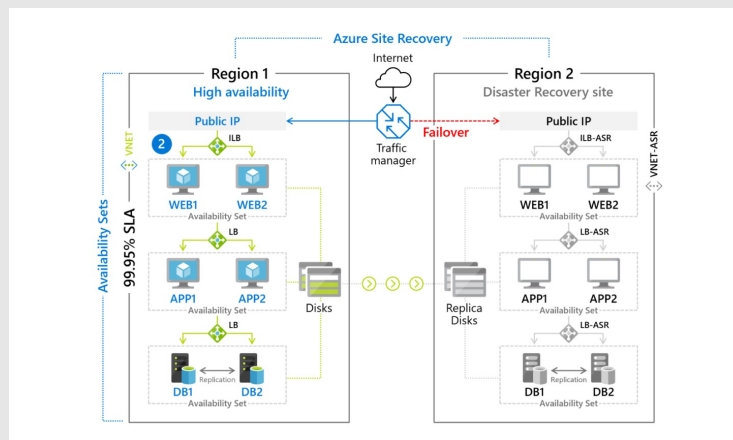 Azure Site Recovery
Internet
Traffic
manager
Failover
Region 1
High availability
Public IP
2
ILB
WEB1
WEB2
Availability Set
LB
APP1
APP2
Availability Set
LB
DB1
Replication
DB2
Availability Set
VNET
Availability Sets
99.95% SLA
Disks
Replica
Disks
Region 2
Disaster Recovery site
Public IP
ILB-ASR
WEB1
WEB2
Availability Set
LB-ASR
APP1
APP2
Availability Set
LB-ASR
DB1
Replication
DB2
Availability Set
VNET-ASR